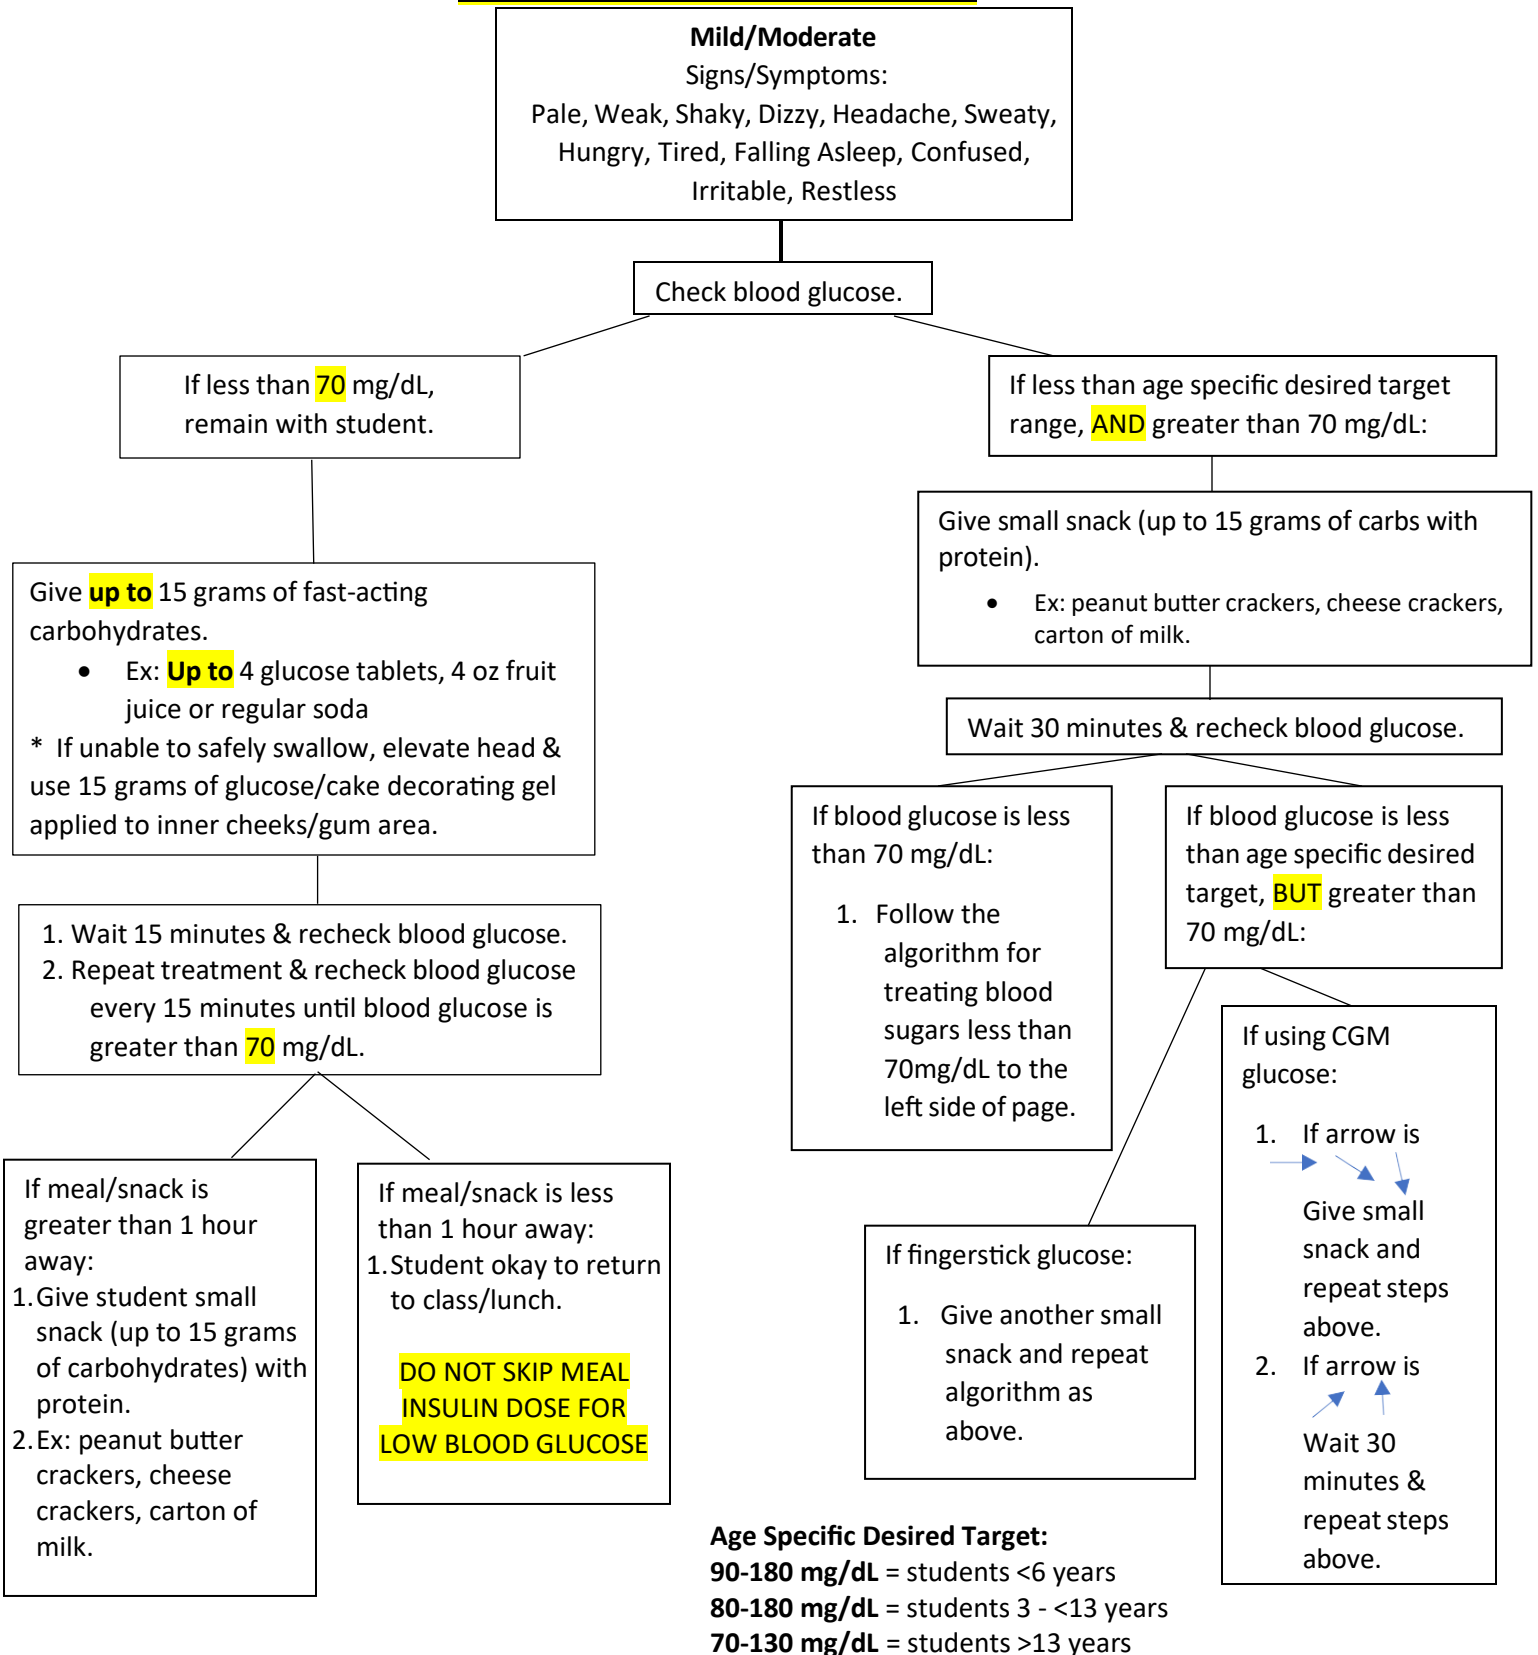 Mild/Moderate
Signs/Symptoms:
Pale, Weak, Shaky, Dizzy, Headache, Sweaty,
Hungry, Tired, Falling Asleep, Confused,
Irritable, Restless
Check blood glucose.
If less than 70 mg/dL,
remain with student.
Give up to 15 grams of fast-acting
carbohydrates.
• Ex: Up to 4 glucose tablets, 4 oz fruit
juice or regular soda
* If unable to safely swallow, elevate head &
use 15 grams of glucose/cake decorating gel
applied to inner cheeks/gum area.
1. Wait 15 minutes & recheck blood glucose.
2. Repeat treatment & recheck blood glucose
every 15 minutes until blood glucose is
greater than 70 mg/dL.
If meal/snack is
greater than 1 hour
away:
1. Give student small
snack (up to 15 grams
of carbohydrates) with
protein.
2. Ex: peanut butter
crackers, cheese
crackers, carton of
milk.
If meal/snack is less
than 1 hour away:
1. Student okay to return
to class/lunch.
DO NOT SKIP MEAL
INSULIN DOSE FOR
LOW BLOOD GLUCOSE
If less than age specific desired target
range, AND greater than 70 mg/dL:
Give small snack (up to 15 grams of carbs with
protein).
• Ex: peanut butter crackers, cheese crackers,
carton of milk.
Wait 30 minutes & recheck blood glucose.
If blood glucose is less
than 70 mg/dL:
1. Follow the
algorithm for
treating blood
sugars less than
70mg/dL to the
left side of page.
If blood glucose is less
than age specific desired
target, BUT greater than
70 mg/dL:
If fingerstick glucose:
1. Give another small
snack and repeat
algorithm as
above.
If using CGM
glucose:
1. If arrow is
Give small
snack and
repeat steps
above.
2. If arrow is
Wait 30
minutes &
repeat steps
above.
Age Specific Desired Target:
90-180 mg/dL = students <6 years
80-180 mg/dL = students 3 - <13 years
70-130 mg/dL = students >13 years